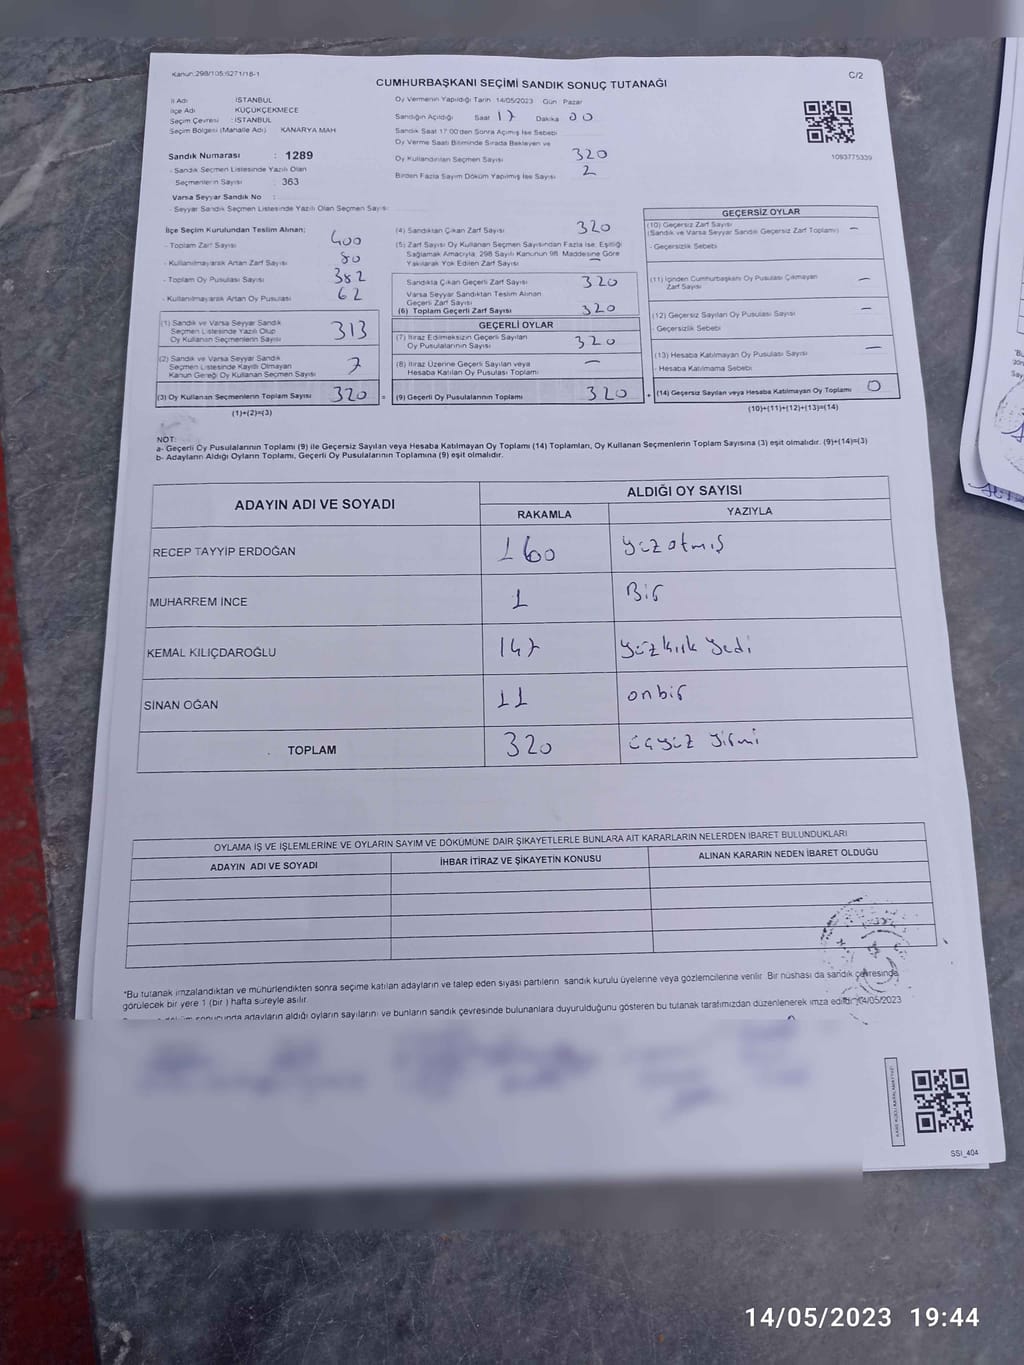 Kanun:298/105;6271/18-1
C/2
CUMHURBAŞKANI SEÇİMİ SANDIK SONUÇ TUTANAĞI
İl Adı İSTANBUL
İlçe Adı KÜÇÜKÇEKMECE
Seçim Çevresi : İSTANBUL
Seçim Bölgesi (Mahalle Adı) KANARYA MAH
Sandık Numarası : 1289
- Sandık Seçmen Listesinde Yazılı Olan
Seçmenlerin Sayısı : 363
Varsa Seyyar Sandık No :
- Seyyar Sandık Seçmen Listesinde Yazılı Olan Seçmen Sayısı
Oy Vermenin Yapıldığı Tarih 14/05/2023 Gün Pazar
Sandığın Açıldığı Saat 17 Dakika 00
Sandık Saat 17:00'den Sonra Açılmış İse Sebebi
Oy Verme Saati Bitiminde Sırada Bekleyen ve
Oy Kullandırılan Seçmen Sayısı 320
Birden Fazla Sayım Döküm Yapılmış İse Sayısı 2
1093775339
İlçe Seçim Kurulundan Teslim Alınan;
- Toplam Zarf Sayısı 400
- Kullanılmayarak Artan Zarf Sayısı 80
- Toplam Oy Pusulası Sayısı 382
- Kullanılmayarak Artan Oy Pusulası 62
(1) Sandık ve Varsa Seyyar Sandık
Seçmen Listesinde Yazılı Olup
Oy Kullanan Seçmenlerin Sayısı 313
(2) Sandık ve Varsa Seyyar Sandık
Seçmen Listesinde Kayıtlı Olmayan
Kanun Gereği Oy Kullanan Seçmen Sayısı 7
(3) Oy Kullanan Seçmenlerin Toplam Sayısı 320 =
(1)+(2)=(3)
(4) Sandıktan Çıkan Zarf Sayısı 320
(5) Zarf Sayısı Oy Kullanan Seçmen Sayısından Fazla İse, Eşitliği
Sağlamak Amacıyla; 298 Sayılı Kanunun 98. Maddesine Göre
Yakılarak Yok Edilen Zarf Sayısı –
Sandıkta Çıkan Geçerli Zarf Sayısı 320
Varsa Seyyar Sandıktan Teslim Alınan
Geçerli Zarf Sayısı
(6) Toplam Geçerli Zarf Sayısı 320
GEÇERLİ OYLAR
(7) İtiraz Edilmeksizin Geçerli Sayılan
Oy Pusulalarının Sayısı 320
(8) İtiraz Üzerine Geçerli Sayılan veya
Hesaba Katılan Oy Pusulası Toplamı –
(9) Geçerli Oy Pusulalarının Toplamı 320 +
GEÇERSİZ OYLAR
(10) Geçersiz Zarf Sayısı –
(Sandık ve Varsa Seyyar Sandık Geçersiz Zarf Toplamı)
- Geçersizlik Sebebi
(11) İçinden Cumhurbaşkanı Oy Pusulası Çıkmayan
Zarf Sayısı –
(12) Geçersiz Sayılan Oy Pusulası Sayısı –
- Geçersizlik Sebebi
(13) Hesaba Katılmayan Oy Pusulası Sayısı –
- Hesaba Katılmama Sebebi
(14) Geçersiz Sayılan veya Hesaba Katılmayan Oy Toplamı 0
(10)+(11)+(12)+(13)=(14)
NOT:
a- Geçerli Oy Pusulalarının Toplamı (9) ile Geçersiz Sayılan veya Hesaba Katılmayan Oy Toplamı (14) Toplamları, Oy Kullanan Seçmenlerin Toplam Sayısına (3) eşit olmalıdır. (9)+(14)=(3)
b- Adayların Aldığı Oyların Toplamı, Geçerli Oy Pusulalarının Toplamına (9) eşit olmalıdır.
ADAYIN ADI VE SOYADI ALDIĞI OY SAYISI
RAKAMLA YAZIYLA
RECEP TAYYİP ERDOĞAN 160 yüzatmış
MUHARREM İNCE 1 Bir
KEMAL KILIÇDAROĞLU 147 yüzkırk yedi
SİNAN OĞAN 11 onbir
TOPLAM 320 üçyüz yirmi
OYLAMA İŞ VE İŞLEMLERİNE VE OYLARIN SAYIM VE DÖKÜMÜNE DAİR ŞİKAYETLERLE BUNLARA AİT KARARLARIN NELERDEN İBARET BULUNDUKLARI
ADAYIN ADI VE SOYADI İHBAR İTİRAZ VE ŞİKAYETİN KONUSU ALINAN KARARIN NEDEN İBARET OLDUĞU
"Bu tutanak imzalandıktan ve mühürlendikten sonra seçime katılan adayların ve talep eden siyasi partilerin sandık kurulu üyelerine veya gözlemcilerine verilir. Bir nüshası da sandık çevresinde
görülecek bir yere 1 (bir ) hafta süreyle asılır.
sonucunda adayların aldığı oyların sayılarını ve bunların sandık çevresinde bulunanlara duyurulduğunu gösteren bu tutanak tarafımızdan düzenlenerek imza edildi. 14/05/2023
SSI_404
14/05/2023 19:44